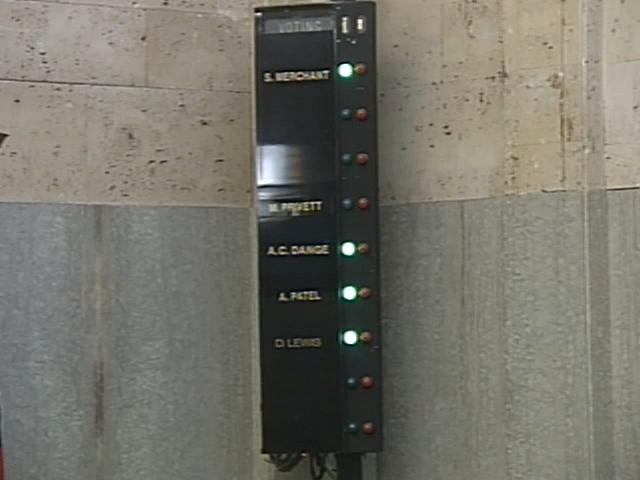 VOTING
S. MERCHANT
M. PRUETT
A.C. DANGE
A. PATEL
D. LEWIS